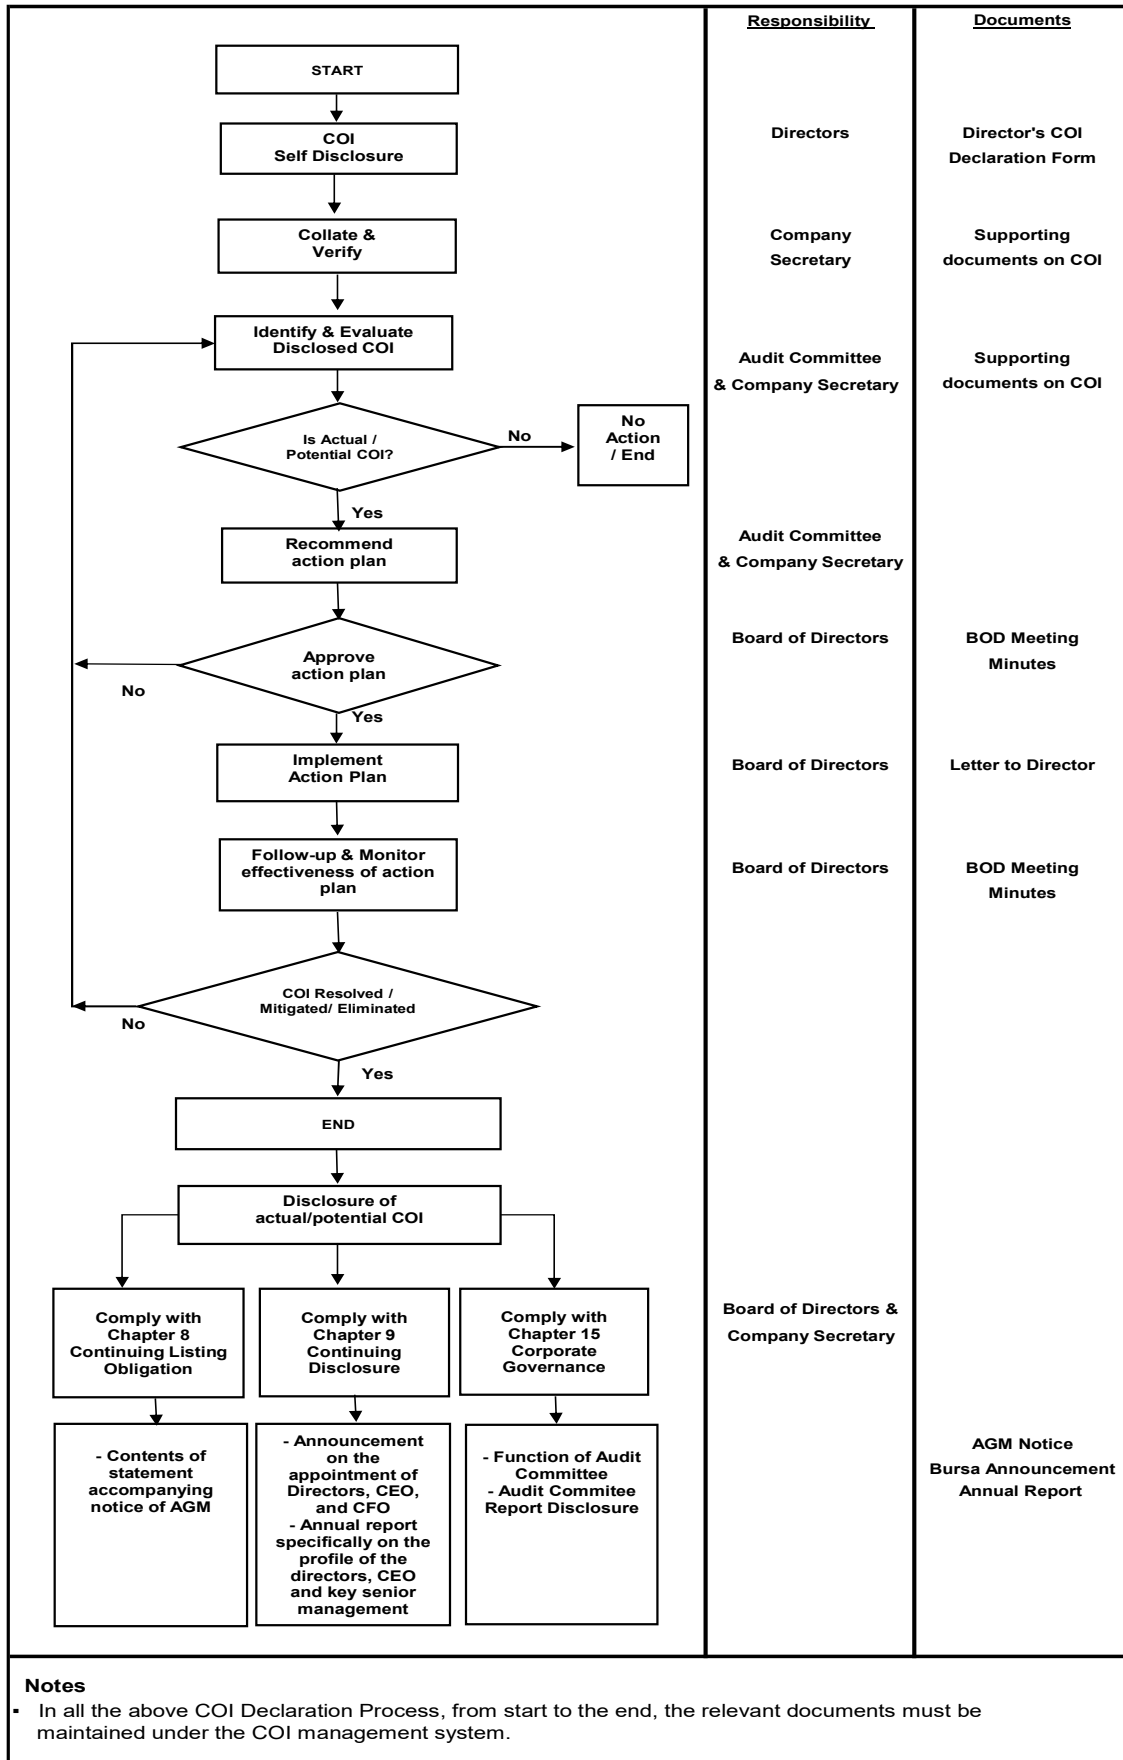 Responsibility
Documents
START
COI
Self Disclosure
Directors
Director's COI
Declaration Form
Collate &
Verify
Company
Secretary
Supporting
documents on COI
Identify & Evaluate
Disclosed COI
Audit Committee
& Company Secretary
Supporting
documents on COI
Is Actual /
Potential COI?
No
No
Action
/ End
Yes
Recommend
action plan
Audit Committee
& Company Secretary
Approve
action plan
No
Board of Directors
BOD Meeting
Minutes
Yes
Implement
Action Plan
Board of Directors
Letter to Director
Follow-up & Monitor
effectiveness of action
plan
Board of Directors
BOD Meeting
Minutes
COI Resolved /
Mitigated/ Eliminated
No
Yes
END
Disclosure of
actual/potential COI
Comply with
Chapter 8
Continuing Listing
Obligation
Comply with
Chapter 9
Continuing
Disclosure
Comply with
Chapter 15
Corporate
Governance
Board of Directors &
Company Secretary
- Contents of
statement
accompanying
notice of AGM
- Announcement
on the
appointment of
Directors, CEO,
and CFO
- Annual report
specifically on the
profile of the
directors, CEO
and key senior
management
- Function of Audit
Committee
- Audit Commitee
Report Disclosure
AGM Notice
Bursa Announcement
Annual Report
Notes
▪ In all the above COI Declaration Process, from start to the end, the relevant documents must be
maintained under the COI management system.